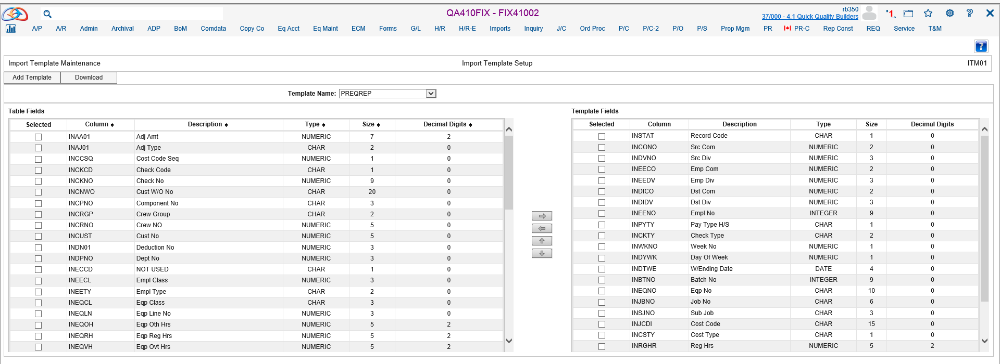 QA410FIX - FIX41002
rb350
37/000 - 4.1 Quick Quality Builders
A/P A/R Admin Archival ADP BoM Comdata Copy Co Eq Acct Eq Maint ECM Forms G/L H/R H/R-E Imports Inquiry J/C Ord Proc P/C P/C-2 P/O P/S Prop Mgm PR PR-C Rep Const REQ Service T&M
Import Template Maintenance Import Template Setup ITM01
Add Template Download
Template Name: PREQREP
Table Fields
Selected Column Description Type Size Decimal Digits
INAA01 Adj Amt NUMERIC 7 2
INAJ01 Adj Type CHAR 2 0
INCCSQ Cost Code Seq NUMERIC 1 0
INCKCD Check Code CHAR 1 0
INCKNO Check No NUMERIC 9 0
INCNWO Cust W/O No CHAR 20 0
INCPNO Component No CHAR 3 0
INCRGP Crew Group CHAR 2 0
INCRNO Crew NO NUMERIC 5 0
INCUST Cust No NUMERIC 5 0
INDN01 Deduction No NUMERIC 3 0
INDPNO Dept No NUMERIC 3 0
INECCD NOT USED CHAR 1 0
INEECL Empl Class NUMERIC 3 0
INEETY Empl Type CHAR 2 0
INEQCL Eqp Class CHAR 3 0
INEQLN Eqp Line No NUMERIC 3 0
INEQOH Eqp Oth Hrs NUMERIC 5 2
INEQRH Eqp Reg Hrs NUMERIC 5 2
INEQVH Eqp Ovt Hrs NUMERIC 5 2
Template Fields
Selected Column Description Type Size Decimal Digits
INSTAT Record Code CHAR 1 0
INCONO Src Com NUMERIC 2 0
INDVNO Src Div NUMERIC 3 0
INEECO Emp Com NUMERIC 2 0
INEEDV Emp Div NUMERIC 3 0
INDICO Dst Com NUMERIC 2 0
INDIDV Dst Div NUMERIC 3 0
INEENO Empl No INTEGER 9 0
INPYTY Pay Type H/S CHAR 1 0
INCKTY Check Type CHAR 2 0
INWKNO Week No NUMERIC 1 0
INDYWK Day Of Week NUMERIC 1 0
INDTWE W/Ending Date DATE 4 0
INBTNO Batch No INTEGER 9 0
INEQNO Eqp No CHAR 10 0
INJBNO Job No CHAR 6 0
INSJNO Sub Job CHAR 3 0
INJCDI Cost Code CHAR 15 0
INCSTY Cost Type CHAR 1 0
INRGHR Reg Hrs NUMERIC 5 2